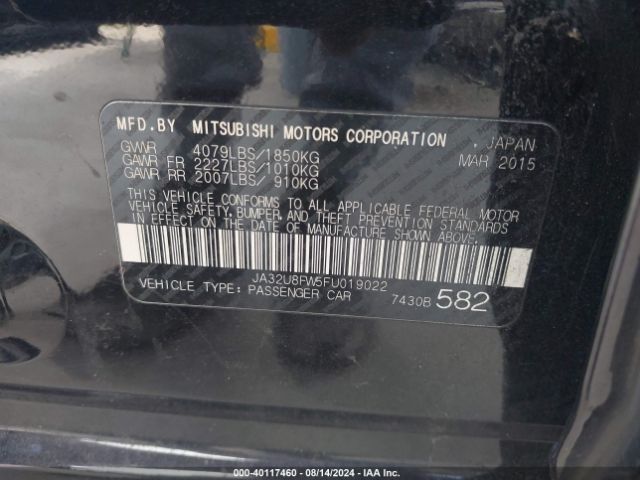 MFD.BY MITSUBISHI MOTORS CORPORATION, JAPAN
GVWR 4079LBS/1850KG MAR 2015
GAWR FR 2227LBS/1010KG
GAWR RR 2007LBS/ 910KG
THIS VEHICLE CONFORMS TO ALL APPLICABLE FEDERAL MOTOR
VEHICLE SAFETY, BUMPER, AND THEFT PREVENTION STANDARDS
IN EFFECT ON THE DATE OF MANUFACTURE SHOWN ABOVE.
JA32U8FW5FU019022
VEHICLE TYPE: PASSENGER CAR 7430B 582
000-40117460 - 08/14/2024 - IAA Inc.